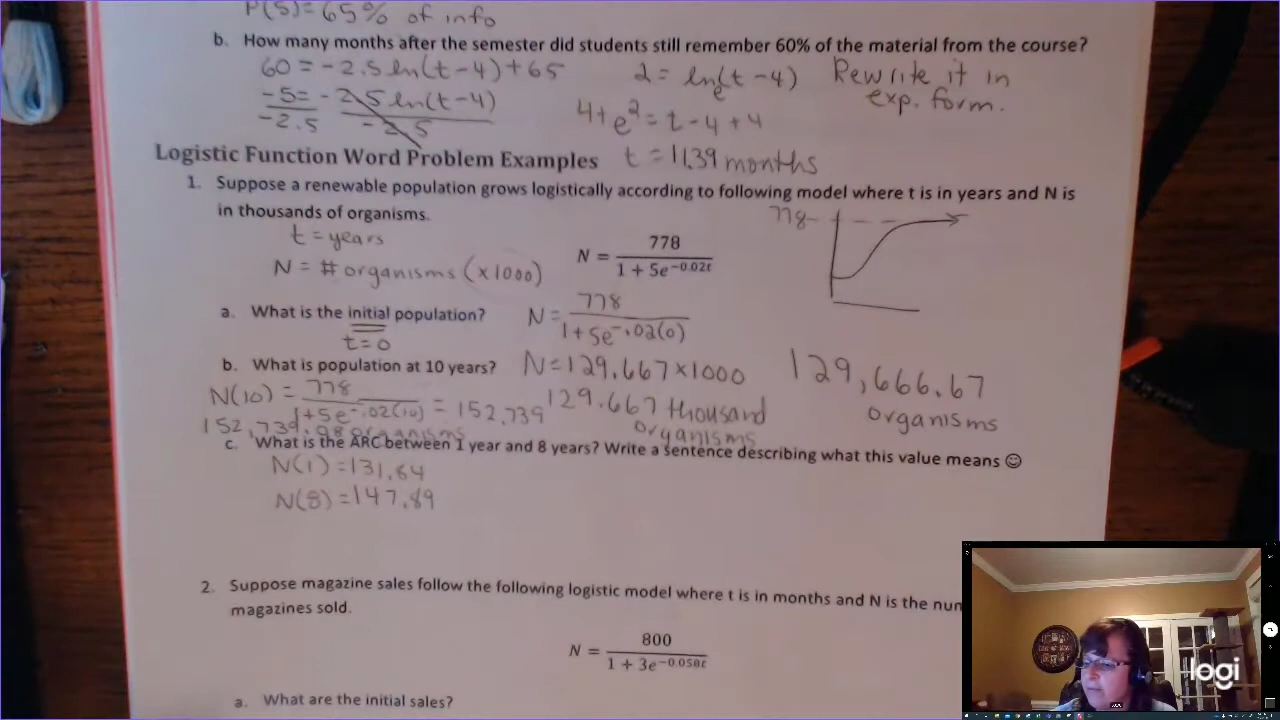 P(5)=65% of info
b. How many months after the semester did students still remember 60% of the material from the course?
60 = -2.5 ln(t-4)+65
2 = ln(t-4)
e
Rewrite it in
exp. form.
-5 = -2.5 ln(t-4)
-2.5 -2.5
4+e² = t-4+4
t = 11.39 months
Logistic Function Word Problem Examples
1. Suppose a renewable population grows logistically according to following model where t is in years and N is
in thousands of organisms.
778
t = years
N = # organisms (x1000)
N = 778 / 1 + 5e^-0.02t
a. What is the initial population?
t=0
N = 778 / 1+5e^-.02(0)
b. What is population at 10 years?
N = 129.667 x 1000
129,666.67
organisms
N(10) = 778 / 1+5e^-.02(10) = 152.739
129.667 thousand
organisms
152,739.98 organisms
c. What is the ARC between 1 year and 8 years? Write a sentence describing what this value means ☺
N(1) = 131.64
N(8) = 147.89
2. Suppose magazine sales follow the following logistic model where t is in months and N is the
magazines sold.
N = 800 / 1 + 3e^-0.058t
a. What are the initial sales?
logi